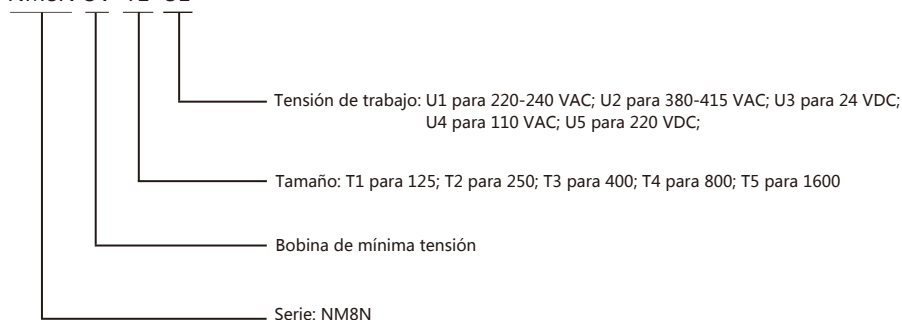 Tensión de trabajo: U1 para 220-240 VAC; U2 para 380-415 VAC; U3 para 24 VDC;
U4 para 110 VAC; U5 para 220 VDC;
Tamaño: T1 para 125; T2 para 250; T3 para 400; T4 para 800; T5 para 1600
Bobina de mínima tensión
Serie: NM8N